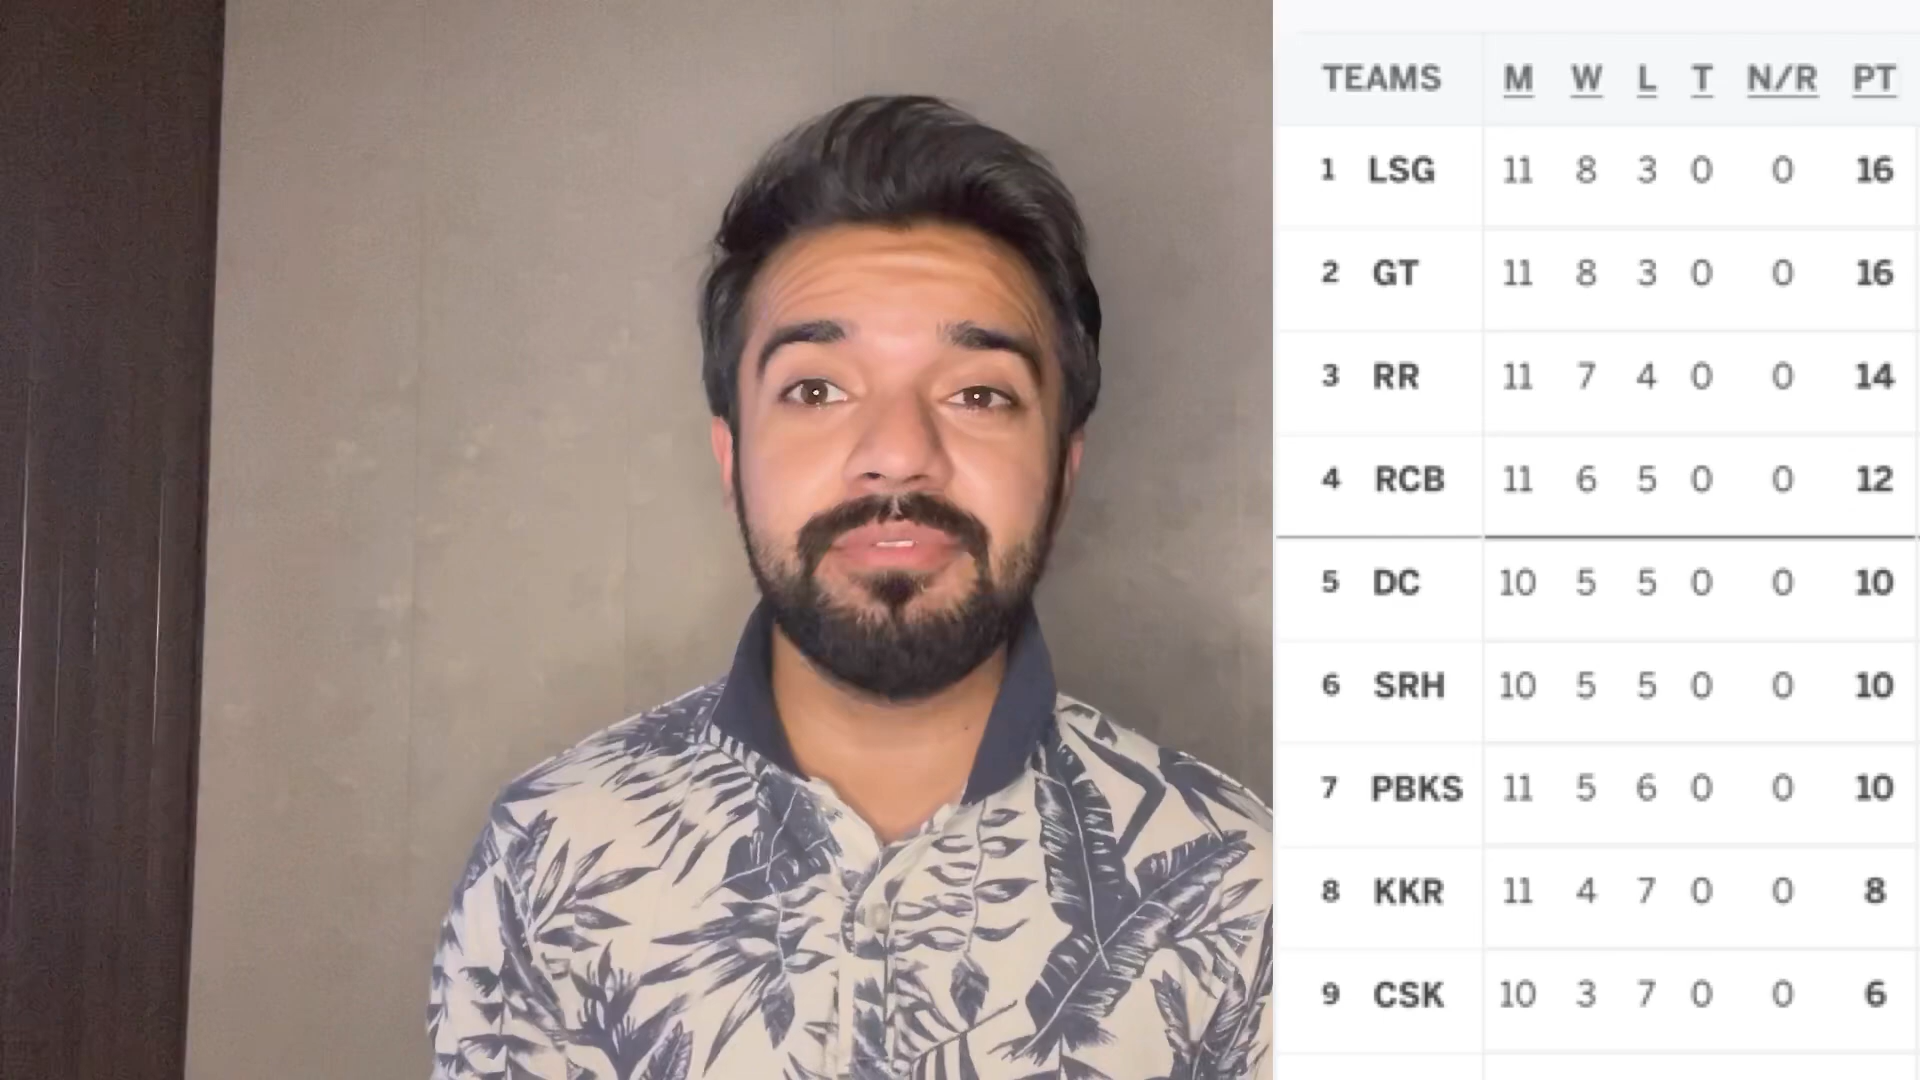 TEAMS M W L T N/R PT
1 LSG 11 8 3 0 0 16
2 GT 11 8 3 0 0 16
3 RR 11 7 4 0 0 14
4 RCB 11 6 5 0 0 12
5 DC 10 5 5 0 0 10
6 SRH 10 5 5 0 0 10
7 PBKS 11 5 6 0 0 10
8 KKR 11 4 7 0 0 8
9 CSK 10 3 7 0 0 6